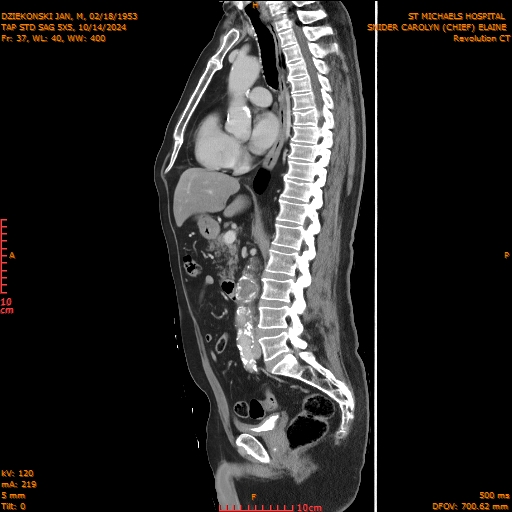 DZIEKONSKI JAN, M, 02/18/1953
TAP STD SAG 5X5, 10/14/2024
Fr: 37, WL: 40, WW: 400
H
ST MICHAELS HOSPITAL
SNIDER CAROLYN (CHIEF) ELAINE
Revolution CT
A
P
10
cm
kV: 120
mA: 219
5 mm
Tilt: 0
F
10cm
500 ms
DFOV: 700.62 mm